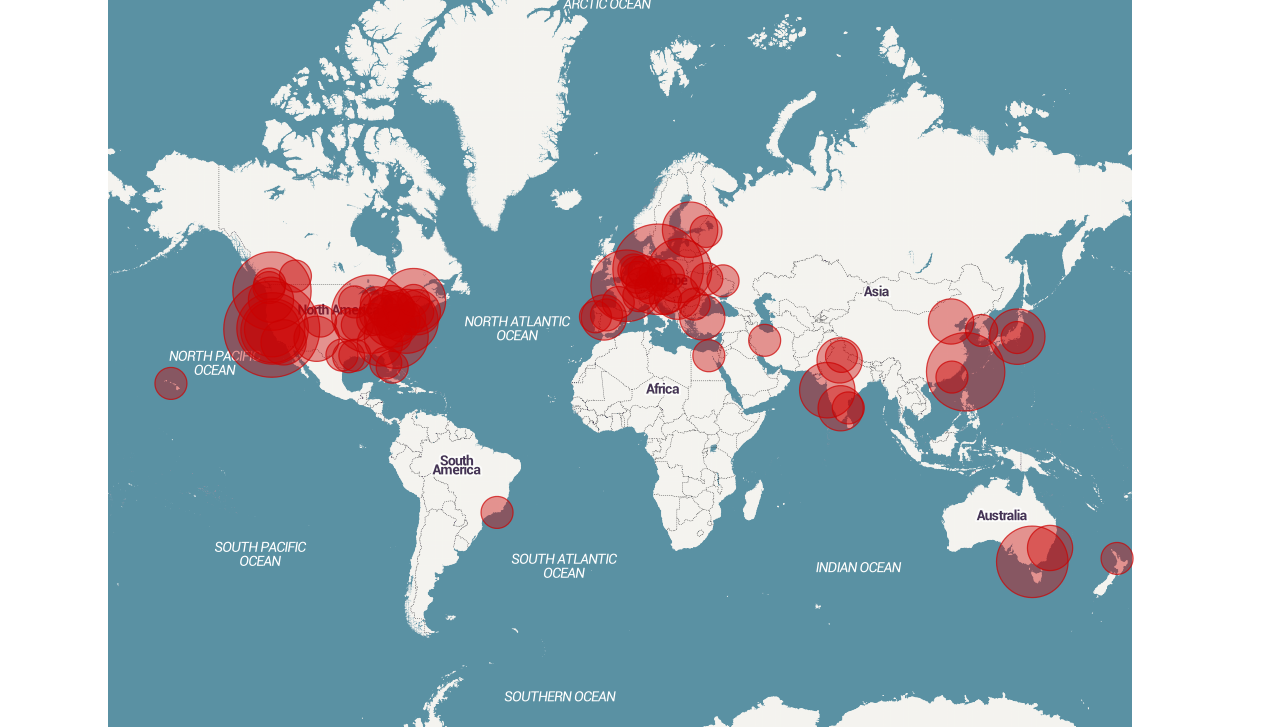 ARCTIC OCEAN
Asia
North Ame
NORTH ATLANTIC
OCEAN
NORTH PACIFIC
OCEAN
Africa
South
America
Australia
SOUTH PACIFIC
OCEAN
SOUTH ATLANTIC
OCEAN
INDIAN OCEAN
SOUTHERN OCEAN